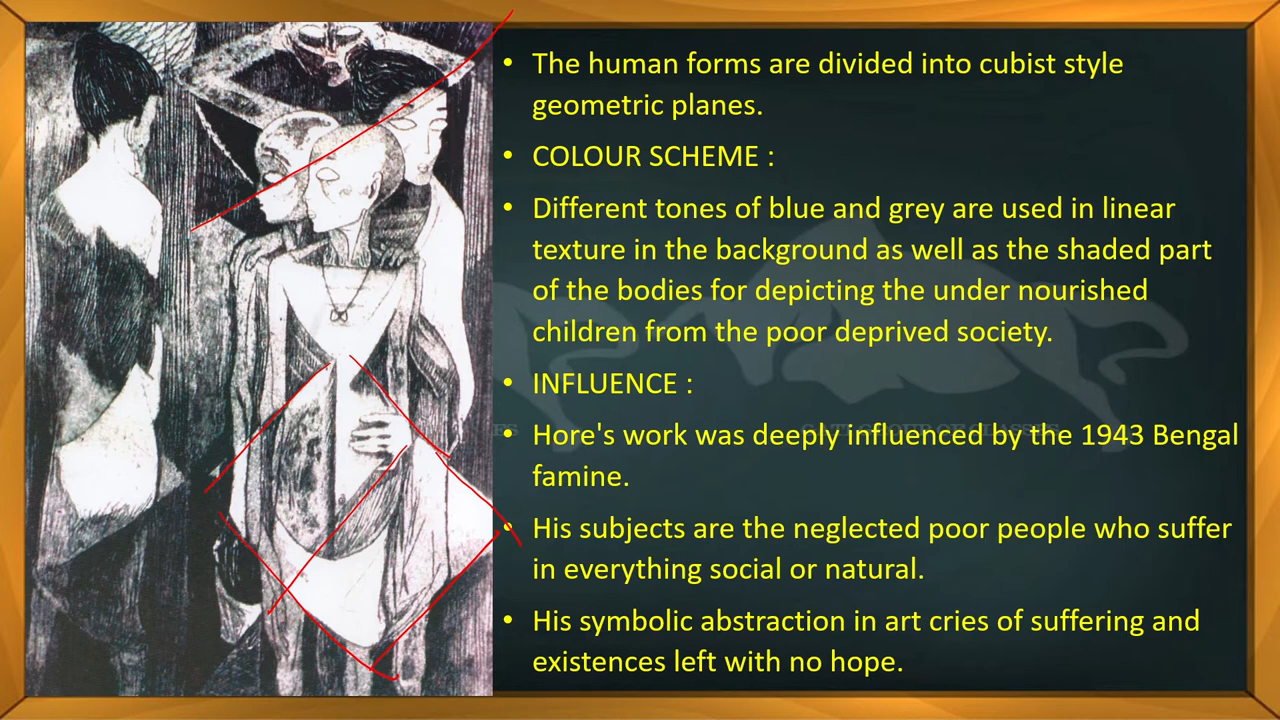 • The human forms are divided into cubist style
geometric planes.
• COLOUR SCHEME :
• Different tones of blue and grey are used in linear
texture in the background as well as the shaded part
of the bodies for depicting the under nourished
children from the poor deprived society.
• INFLUENCE :
• Hore's work was deeply influenced by the 1943 Bengal
famine.
• His subjects are the neglected poor people who suffer
in everything social or natural.
• His symbolic abstraction in art cries of suffering and
existences left with no hope.